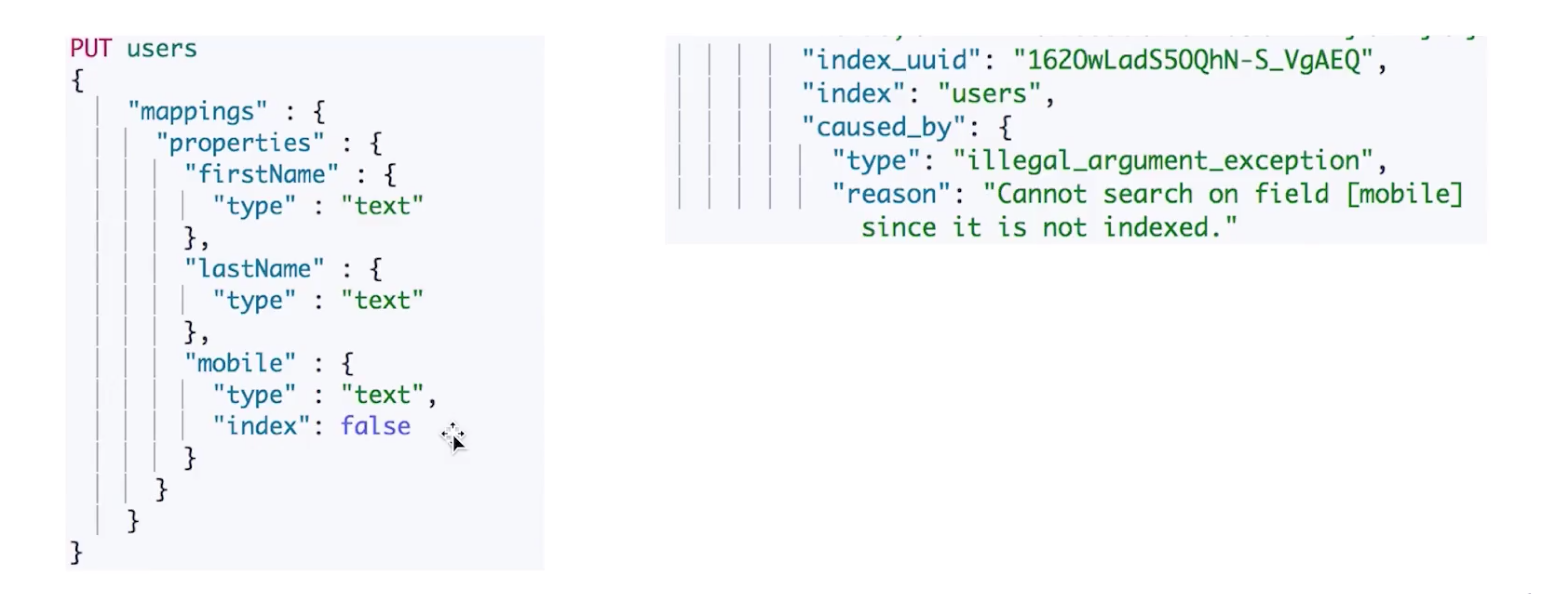 PUT users
{
"mappings" : {
"properties" : {
"firstName" : {
"type" : "text"
},
"lastName" : {
"type" : "text"
},
"mobile" : {
"type" : "text",
"index": false
}
}
}
}
"index_uuid": "162OwLadS5OQhN-S_VgAEQ",
"index": "users",
"caused_by": {
"type": "illegal_argument_exception",
"reason": "Cannot search on field [mobile]
since it is not indexed."